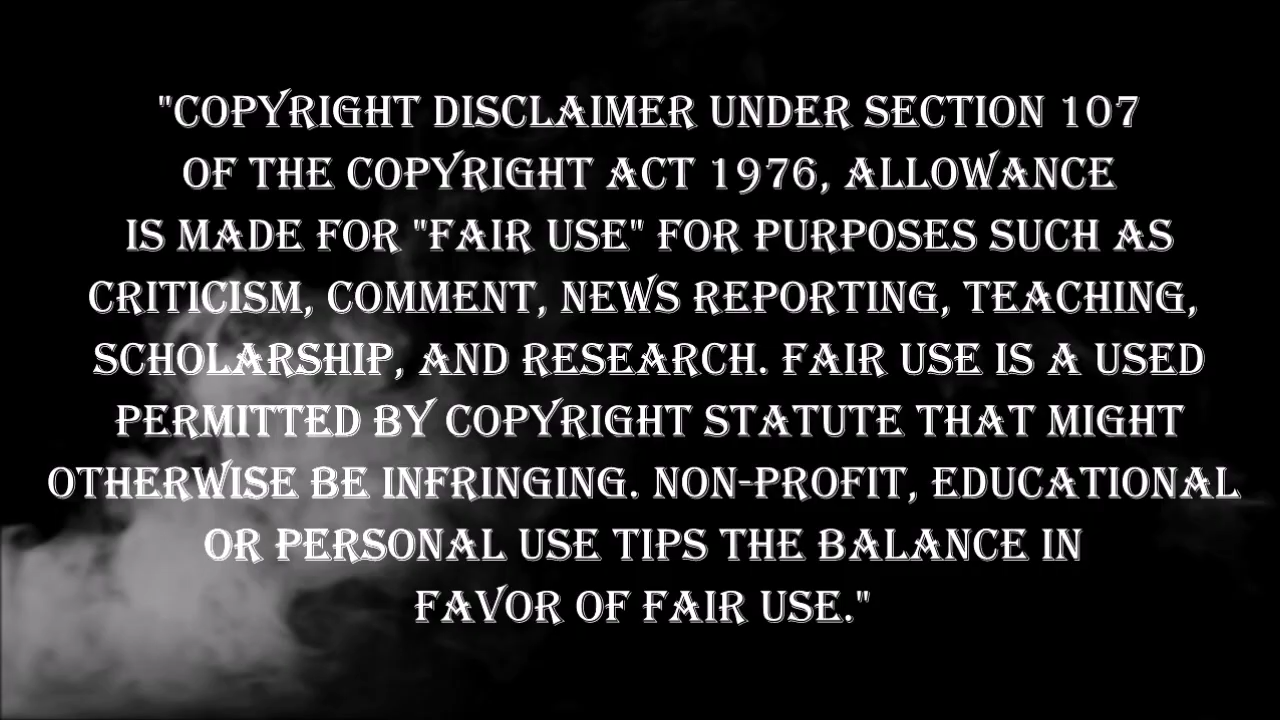 "COPYRIGHT DISCLAIMER UNDER SECTION 107
OF THE COPYRIGHT ACT 1976, ALLOWANCE
IS MADE FOR "FAIR USE" FOR PURPOSES SUCH AS
CRITICISM, COMMENT, NEWS REPORTING, TEACHING,
SCHOLARSHIP, AND RESEARCH. FAIR USE IS A USED
PERMITTED BY COPYRIGHT STATUTE THAT MIGHT
OTHERWISE BE INFRINGING. NON-PROFIT, EDUCATIONAL
OR PERSONAL USE TIPS THE BALANCE IN
FAVOR OF FAIR USE."